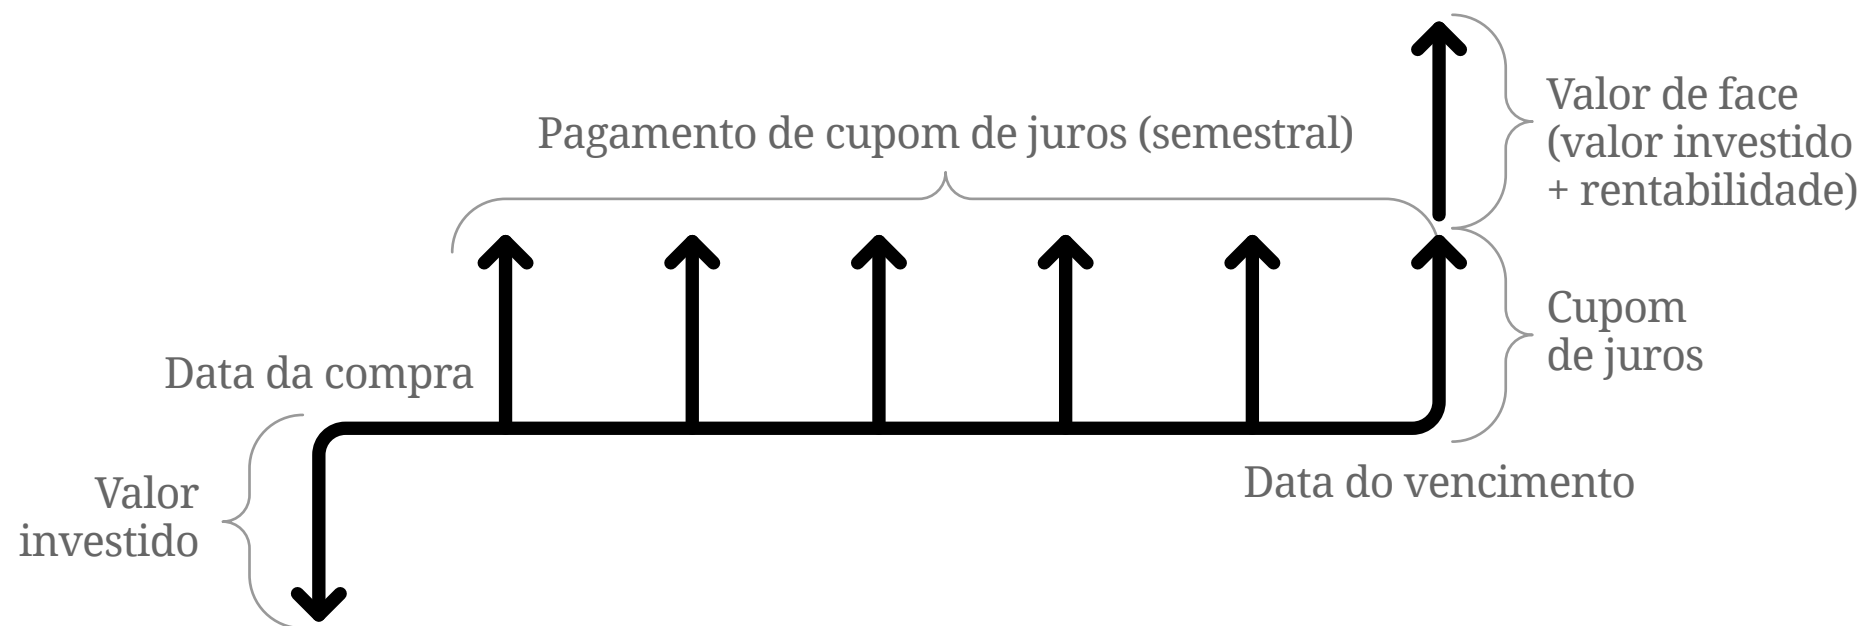 Pagamento de cupom de juros (semestral)
Valor de face
(valor investido
+ rentabilidade)
Cupom
de juros
Data da compra
Valor
investido
Data do vencimento